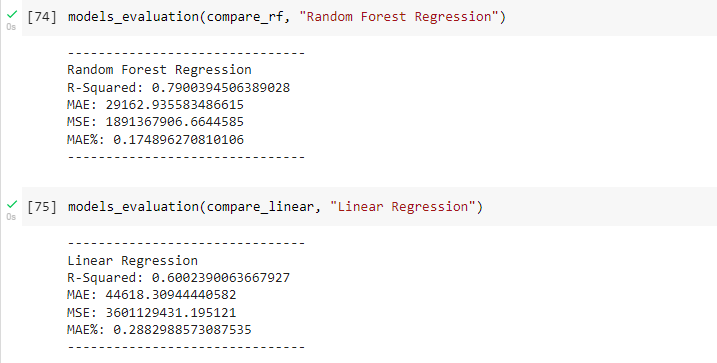 [74] models_evaluation(compare_rf, "Random Forest Regression")
0s
-------------------------------
Random Forest Regression
R-Squared: 0.7900394506389028
MAE: 29162.935583486615
MSE: 1891367906.6644585
MAE%: 0.174896270810106
-------------------------------
[75] models_evaluation(compare_linear, "Linear Regression")
0s
-------------------------------
Linear Regression
R-Squared: 0.6002390063667927
MAE: 44618.30944440582
MSE: 3601129431.195121
MAE%: 0.2882988573087535
-------------------------------